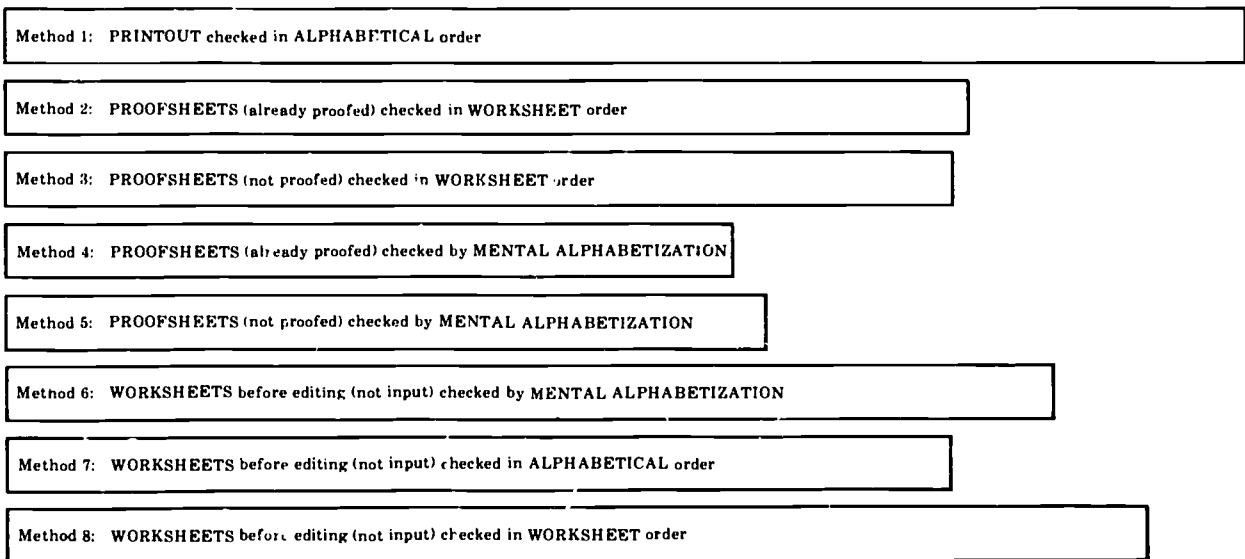 Method 1: PRINTOUT checked in ALPHABETICAL order
Method 2: PROOFSHEETS (already proofed) checked in WORKSHEET order
Method 3: PROOFSHEETS (not proofed) checked in WORKSHEET order
Method 4: PROOFSHEETS (already proofed) checked by MENTAL ALPHABETIZATION
Method 5: PROOFSHEETS (not proofed) checked by MENTAL ALPHABETIZATION
Method 6: WORKSHEETS before editing (not input) checked by MENTAL ALPHABETIZATION
Method 7: WORKSHEETS before editing (not input) checked in ALPHABETICAL order
Method 8: WORKSHEETS before editing (not input) checked in WORKSHEET order